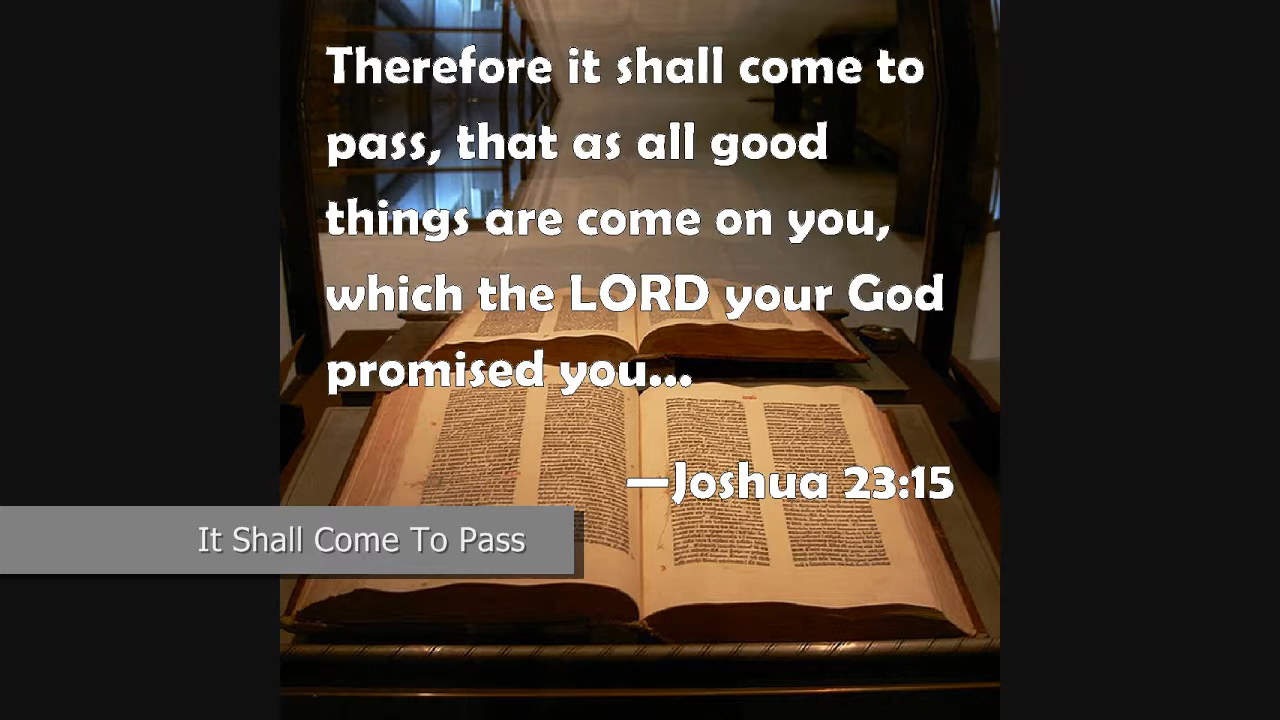 Therefore it shall come to
pass, that as all good
things are come on you,
which the LORD your God
promised you...
—Joshua 23:15
It Shall Come To Pass